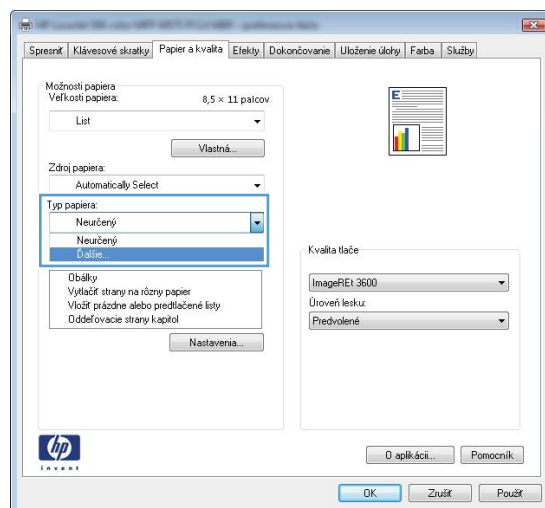 Spresniť Klávesové skratky Papier a kvalita Efekty Dokončovanie Uloženie úlohy Farba Služby
Možnosti papiera
Veľkosti papiera: 8,5 × 11 palcov
List
Vlastná...
Zdroj papiera:
Automatically Select
Typ papiera:
Neurčený
Neurčený
Ďalšie...
Obálky
Vytlačiť strany na rôzny papier
Vložiť prázdne alebo predtlačené listy
Oddeľovacie strany kapitol
Nastavenia...
E
Kvalita tlače
ImageREt 3600
Úroveň lesku:
Predvolené
hp
invent
O aplikácii... Pomocník
OK Zrušiť Použiť